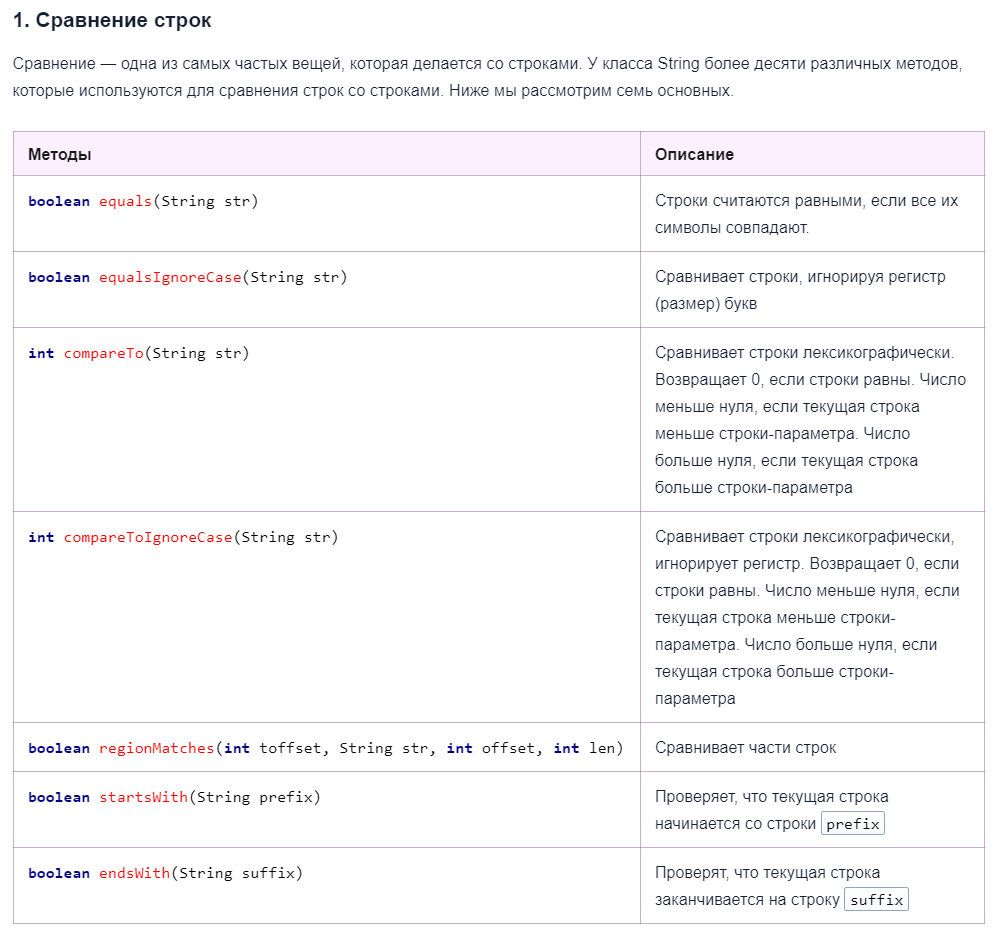 1. Сравнение строк
Сравнение — одна из самых частых вещей, которая делается со строками. У класса String более десяти различных методов,
которые используются для сравнения строк со строками. Ниже мы рассмотрим семь основных.
Методы
Описание
boolean equals(String str)
Строки считаются равными, если все их
символы совпадают.
boolean equalsIgnoreCase(String str)
Сравнивает строки, игнорируя регистр
(размер) букв
int compareTo(String str)
Сравнивает строки лексикографически.
Возвращает 0, если строки равны. Число
меньше нуля, если текущая строка
меньше строки-параметра. Число
больше нуля, если текущая строка
больше строки-параметра
int compareToIgnoreCase(String str)
Сравнивает строки лексикографически,
игнорирует регистр. Возвращает 0, если
строки равны. Число меньше нуля, если
текущая строка меньше строки-
параметра. Число больше нуля, если
текущая строка больше строки-
параметра
boolean regionMatches(int toffset, String str, int offset, int len)
Сравнивает части строк
boolean startsWith(String prefix)
Проверяет, что текущая строка
начинается со строки prefix
boolean endsWith(String suffix)
Проверят, что текущая строка
заканчивается на строку suffix